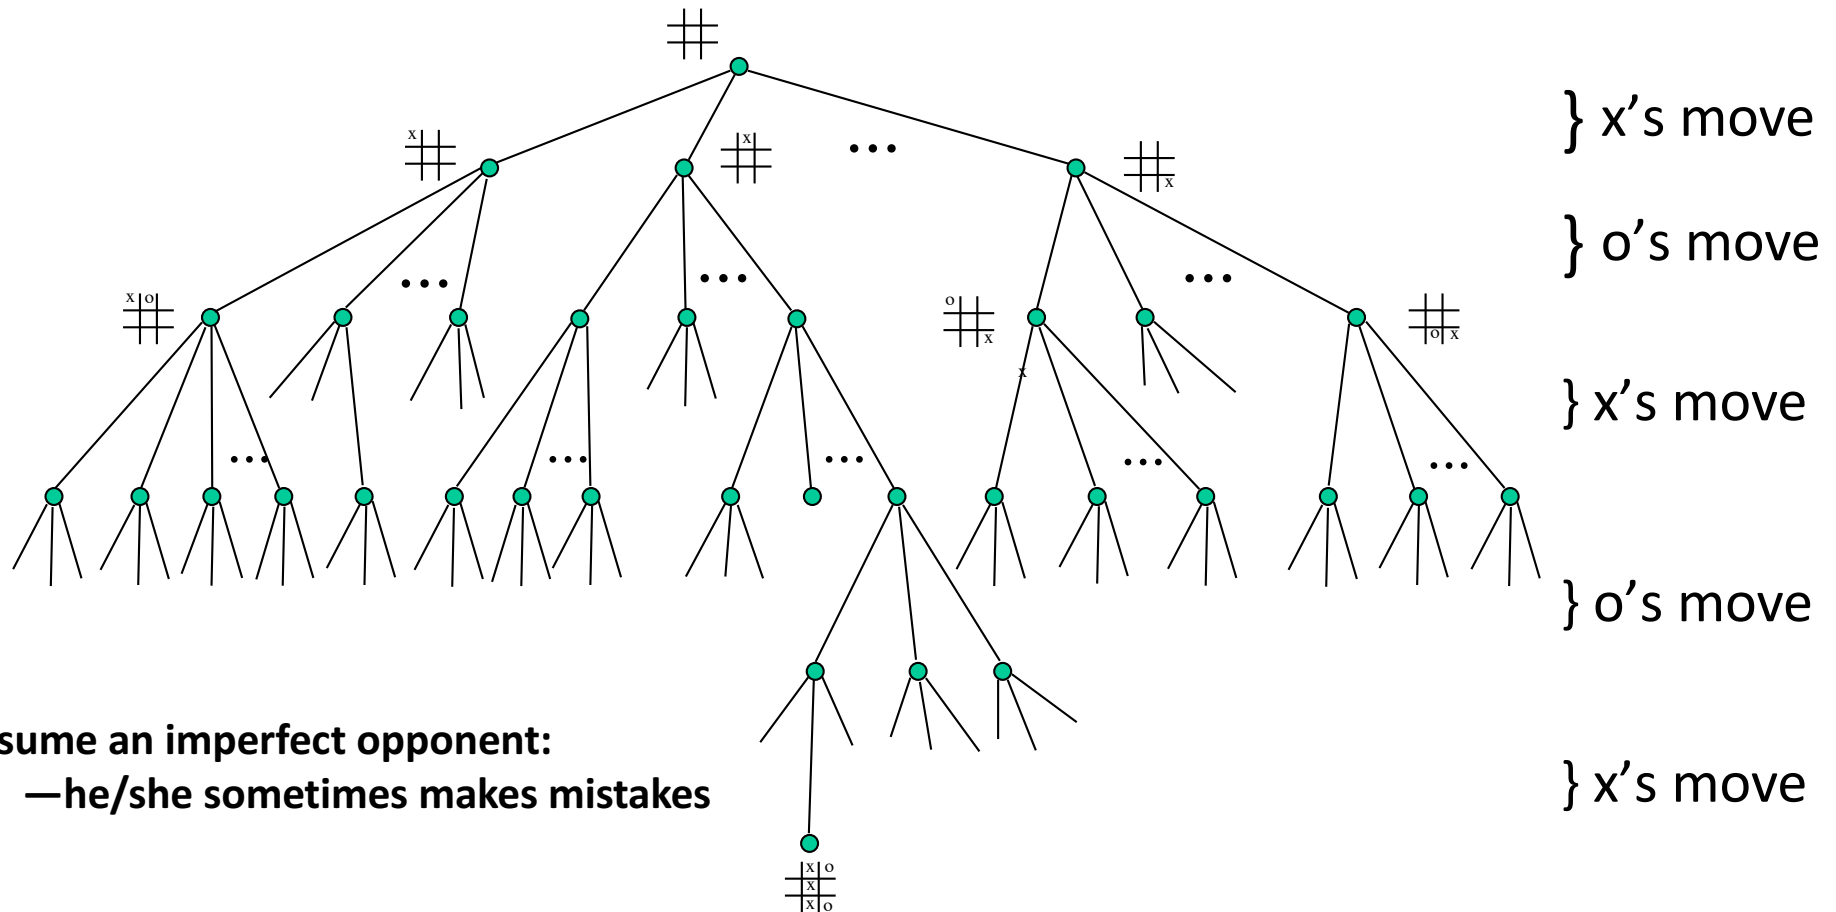 x
x
...
x
} x’s move
} o’s move
...
...
...
x o
o
x
o x
x
} x’s move
...
...
...
...
...
} o’s move
sume an imperfect opponent:
—he/she sometimes makes mistakes
} x’s move
x o
x
x o